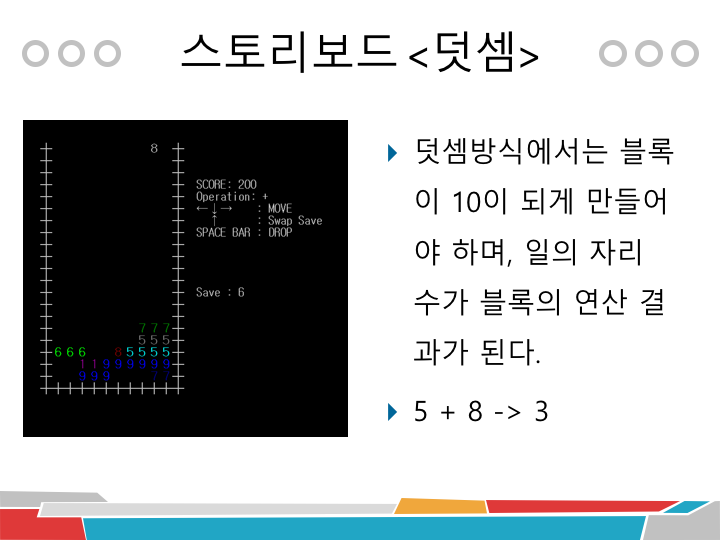 스토리보드 <덧셈>
8
SCORE: 200
Operation: +
←↓→ : MOVE
↑ : Swap Save
SPACE BAR : DROP
Save : 6
7 7 7
5 5 5
6 6 6 8 5 5 5 5
1 1 9 9 9 9 9 9
9 9 9 7 7
덧셈방식에서는 블록
이 10이 되게 만들어
야 하며, 일의 자리
수가 블록의 연산 결
과가 된다.
5 + 8 -> 3